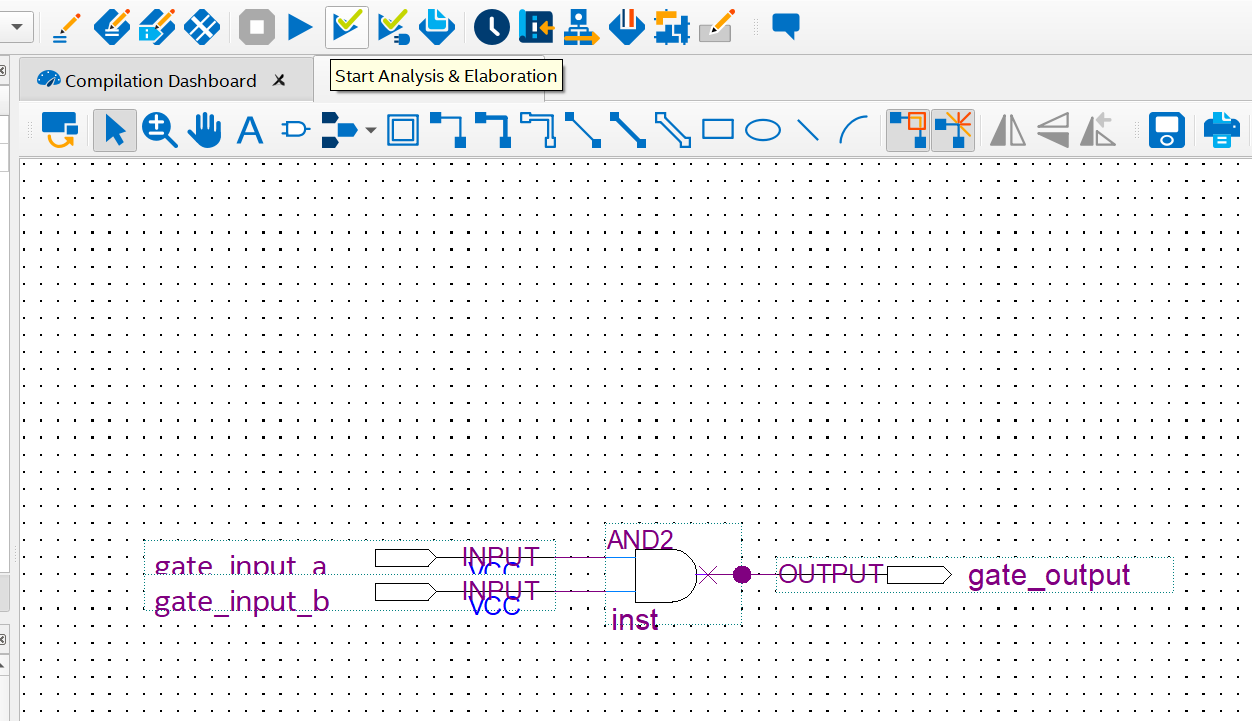 Compilation Dashboard
Start Analysis & Elaboration
A
AND2
gate_input_a INPUT
VCC
gate_input_b INPUT
VCC
OUTPUT gate_output
inst